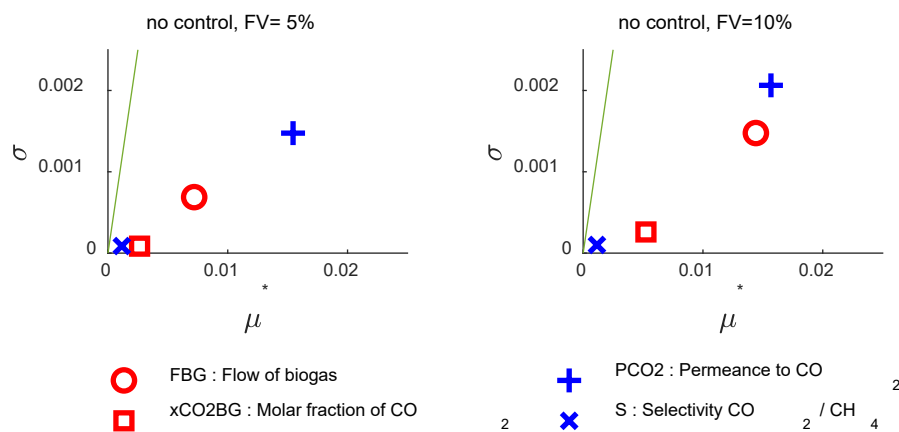 no control, FV= 5%
no control, FV=10%
0.002
0.001
0
σ
0 0.01 0.02
μ*
0.002
0.001
0
σ
0 0.01 0.02
μ*
FBG : Flow of biogas
xCO2BG : Molar fraction of CO 2
PCO2 : Permeance to CO 2
S : Selectivity CO 2 / CH 4